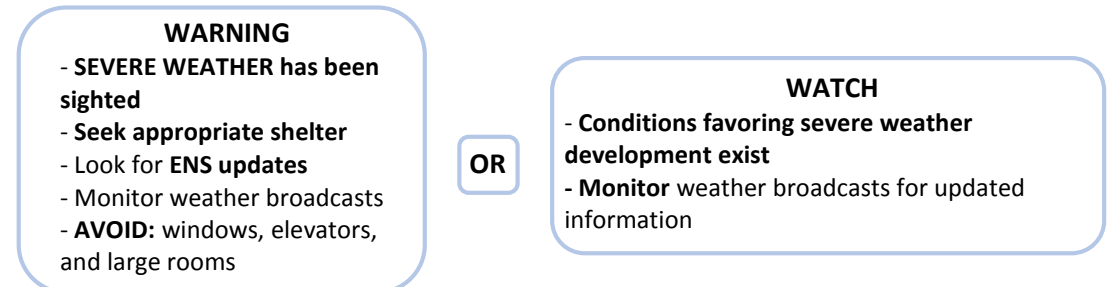 WARNING
- SEVERE WEATHER has been
sighted
- Seek appropriate shelter
- Look for ENS updates
- Monitor weather broadcasts
- AVOID: windows, elevators,
and large rooms
OR
WATCH
- Conditions favoring severe weather
development exist
- Monitor weather broadcasts for updated
information